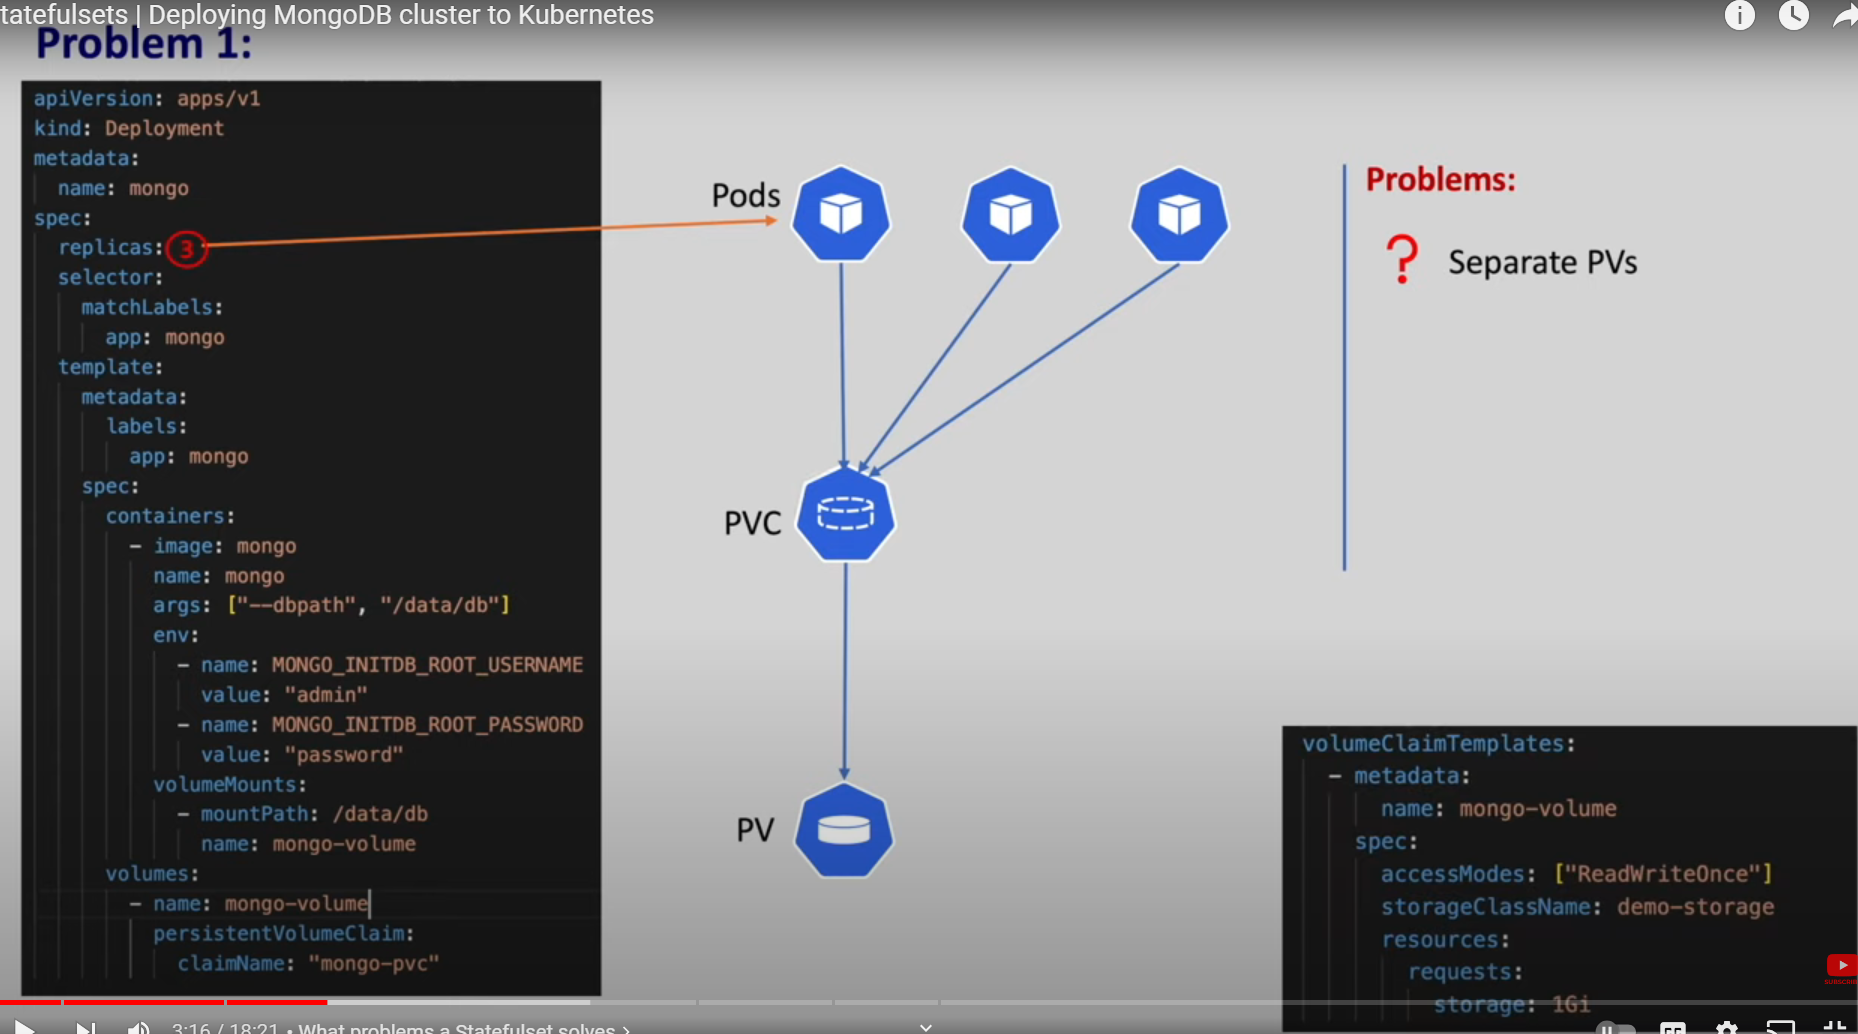 tatefulsets | Deploying MongoDB cluster to Kubernetes
Problem 1:
apiVersion: apps/v1
kind: Deployment
metadata:
name: mongo
spec:
replicas: 3
selector:
matchLabels:
app: mongo
template:
metadata:
labels:
app: mongo
spec:
containers:
- image: mongo
name: mongo
args: ["--dbpath", "/data/db"]
env:
- name: MONGO_INITDB_ROOT_USERNAME
value: "admin"
- name: MONGO_INITDB_ROOT_PASSWORD
value: "password"
volumeMounts:
- mountPath: /data/db
name: mongo-volume
volumes:
- name: mongo-volume
persistentVolumeClaim:
claimName: "mongo-pvc"
Pods
PVC
PV
Problems:
? Separate PVs
volumeClaimTemplates:
- metadata:
name: mongo-volume
spec:
accessModes: ["ReadWriteOnce"]
storageClassName: demo-storage
resources:
requests:
storage: 1Gi
SUBSCRIB
3:16 / 18:21 • What problems a Statefulset solves >
CC